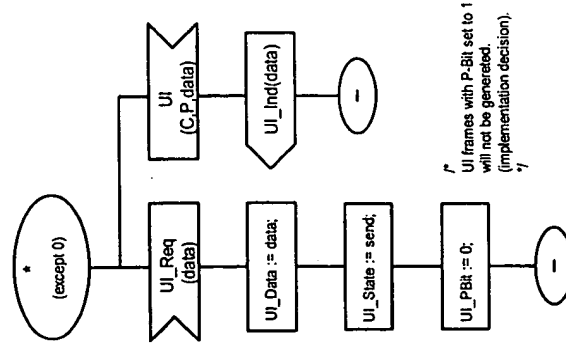 *
(except 0)
UI_Req
(data)
UI_Data := data;
UI_State := send;
UI_PBit := 0;
–
UI
(C,P,data)
UI_Ind(data)
–
/*
UI frames with P-Bit set to 1
will not be genereted.
(implementation decision).
*/